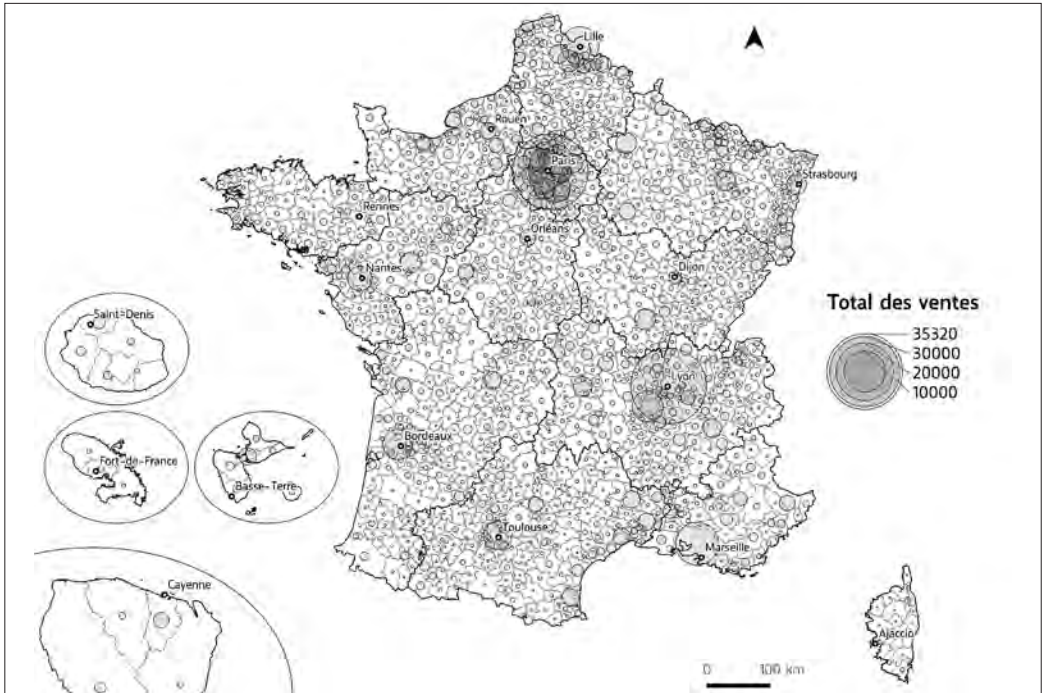 Lille
Rouen
Paris
Strasbourg
Rennes
Orléans
Nantes
Dijon
Total des ventes
35320
30000
20000
10000
Saint-Denis
Lyon
Bordeaux
Fort-de-France
Basse-Terre
Toulouse
Marseille
Cayenne
Ajaccio
0 100 km